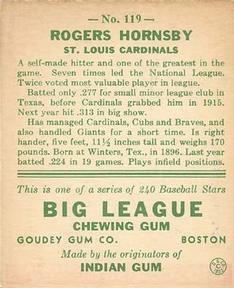 — No. 119 —
ROGERS HORNSBY
ST. LOUIS CARDINALS
A self-made hitter and one of the greatest in the
game. Seven times led the National League.
Twice voted most valuable player in league.
Batted only .277 for small minor league club in
Texas, before Cardinals grabbed him in 1915.
Next year hit .313 in big show.
Has managed Cardinals, Cubs and Braves, and
also handled Giants for a short time. Is right
hander, five feet, 11½ inches tall and weighs 170
pounds. Born at Winters, Tex., in 1896. Last year
batted .224 in 19 games. Plays infield positions.
This is one of a series of 240 Baseball Stars
BIG LEAGUE
CHEWING GUM
GOUDEY GUM CO. BOSTON
Made by the originators of
INDIAN GUM